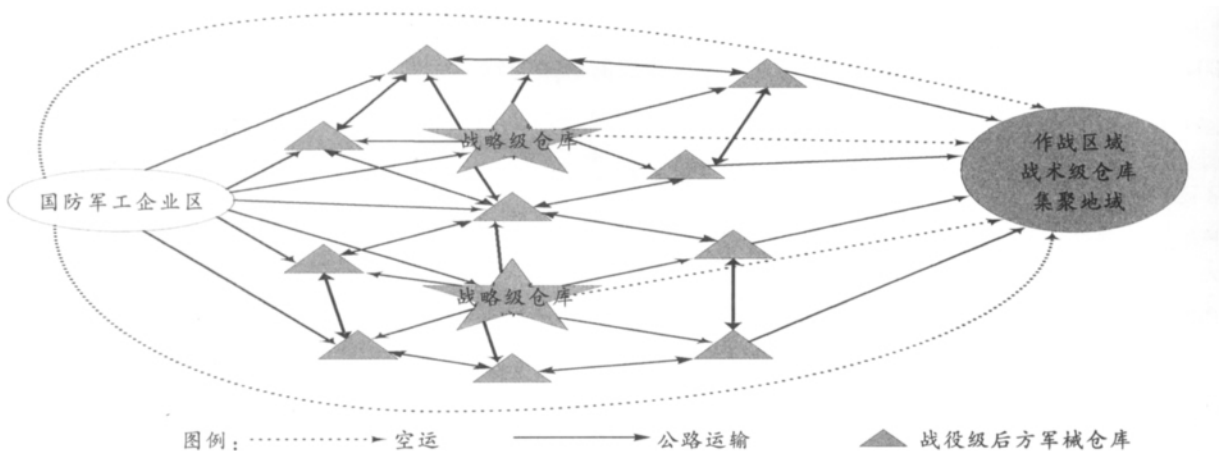 战略级仓库
国防军工企业区
战略级仓库
作战区域
战术级仓库
集聚地域
图例：
空运
公路运输
战役级后方军械仓库